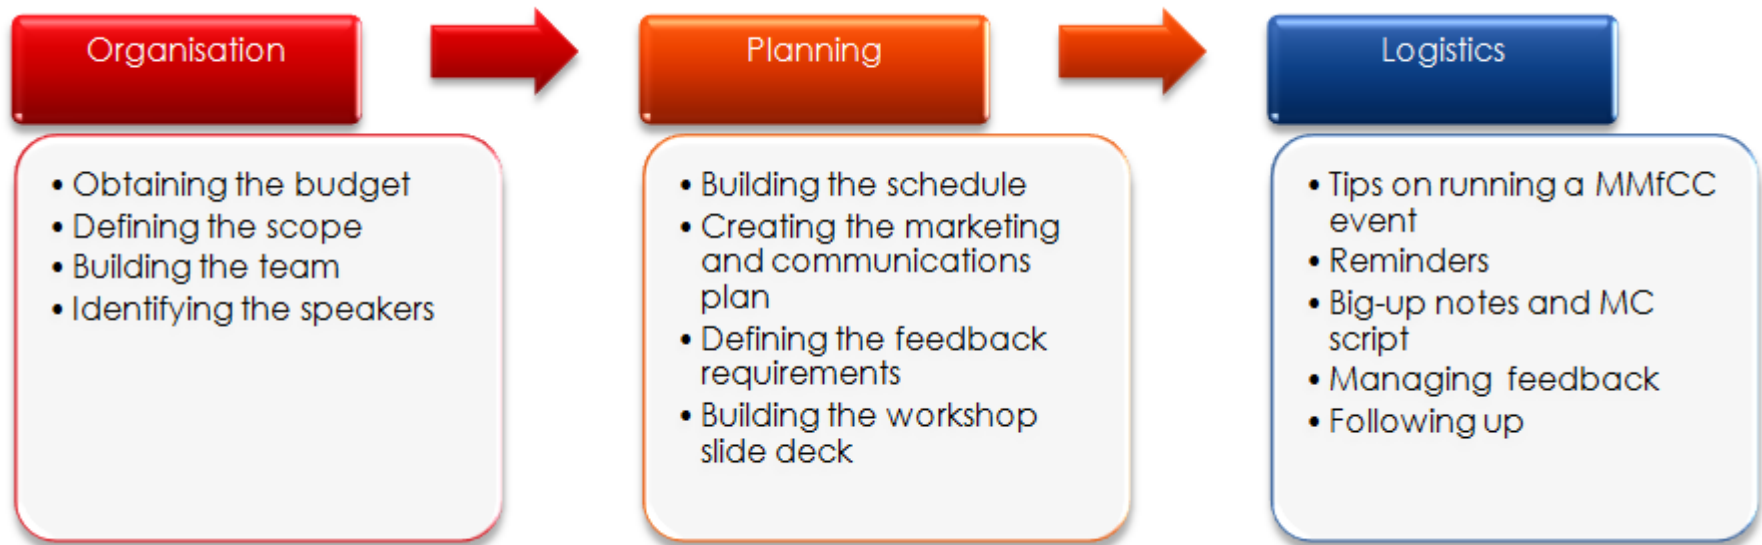 Organisation
• Obtaining the budget
• Defining the scope
• Building the team
• Identifying the speakers
Planning
• Building the schedule
• Creating the marketing
and communications
plan
• Defining the feedback
requirements
• Building the workshop
slide deck
Logistics
• Tips on running a MMfCC
event
• Reminders
• Big-up notes and MC
script
• Managing feedback
• Following up